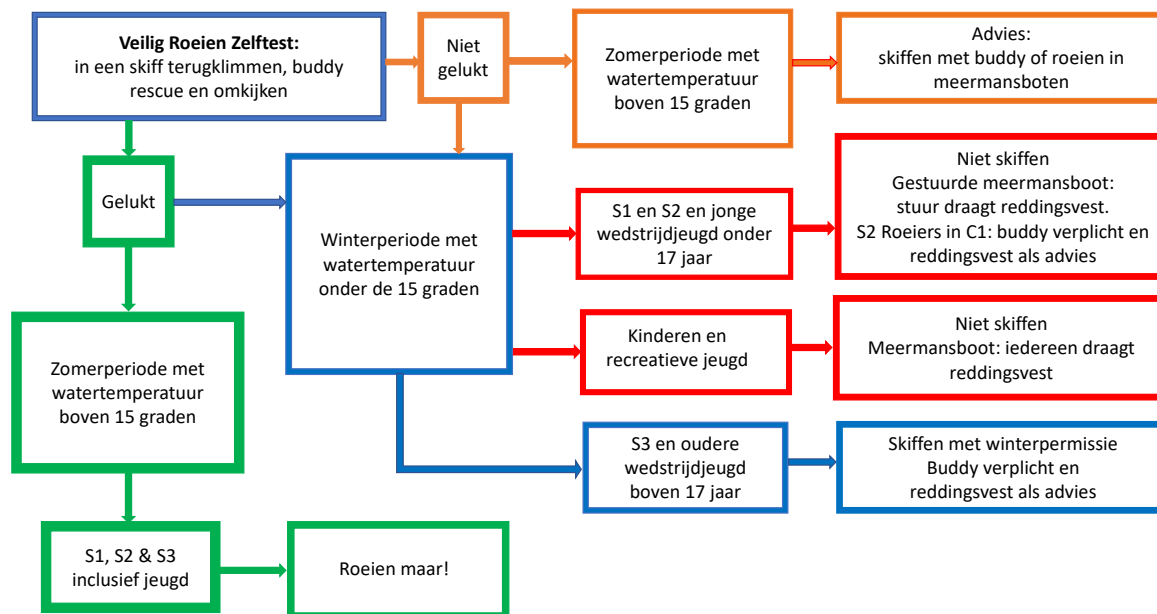 Veilig Roeien Zelftest:
in een skiff terugklimmen, buddy
rescue en omkijken
Niet
gelukt
Zomerperiode met
watertemperatuur
boven 15 graden
Advies:
skiffen met buddy of roeien in
meermansboten
Gelukt
Winterperiode met
watertemperatuur
onder de 15 graden
S1 en S2 en jonge
wedstrijdjeugd onder
17 jaar
Niet skiffen
Gestuurde meermansboot:
stuur draagt reddingsvest.
S2 Roeiers in C1: buddy verplicht en
reddingsvest als advies
Kinderen en
recreatieve jeugd
Niet skiffen
Meermansboot: iedereen draagt
reddingsvest
Zomerperiode met
watertemperatuur
boven 15 graden
S3 en oudere
wedstrijdjeugd
boven 17 jaar
Skiffen met winterpermissie
Buddy verplicht en
reddingsvest als advies
S1, S2 & S3
inclusief jeugd
Roeien maar!